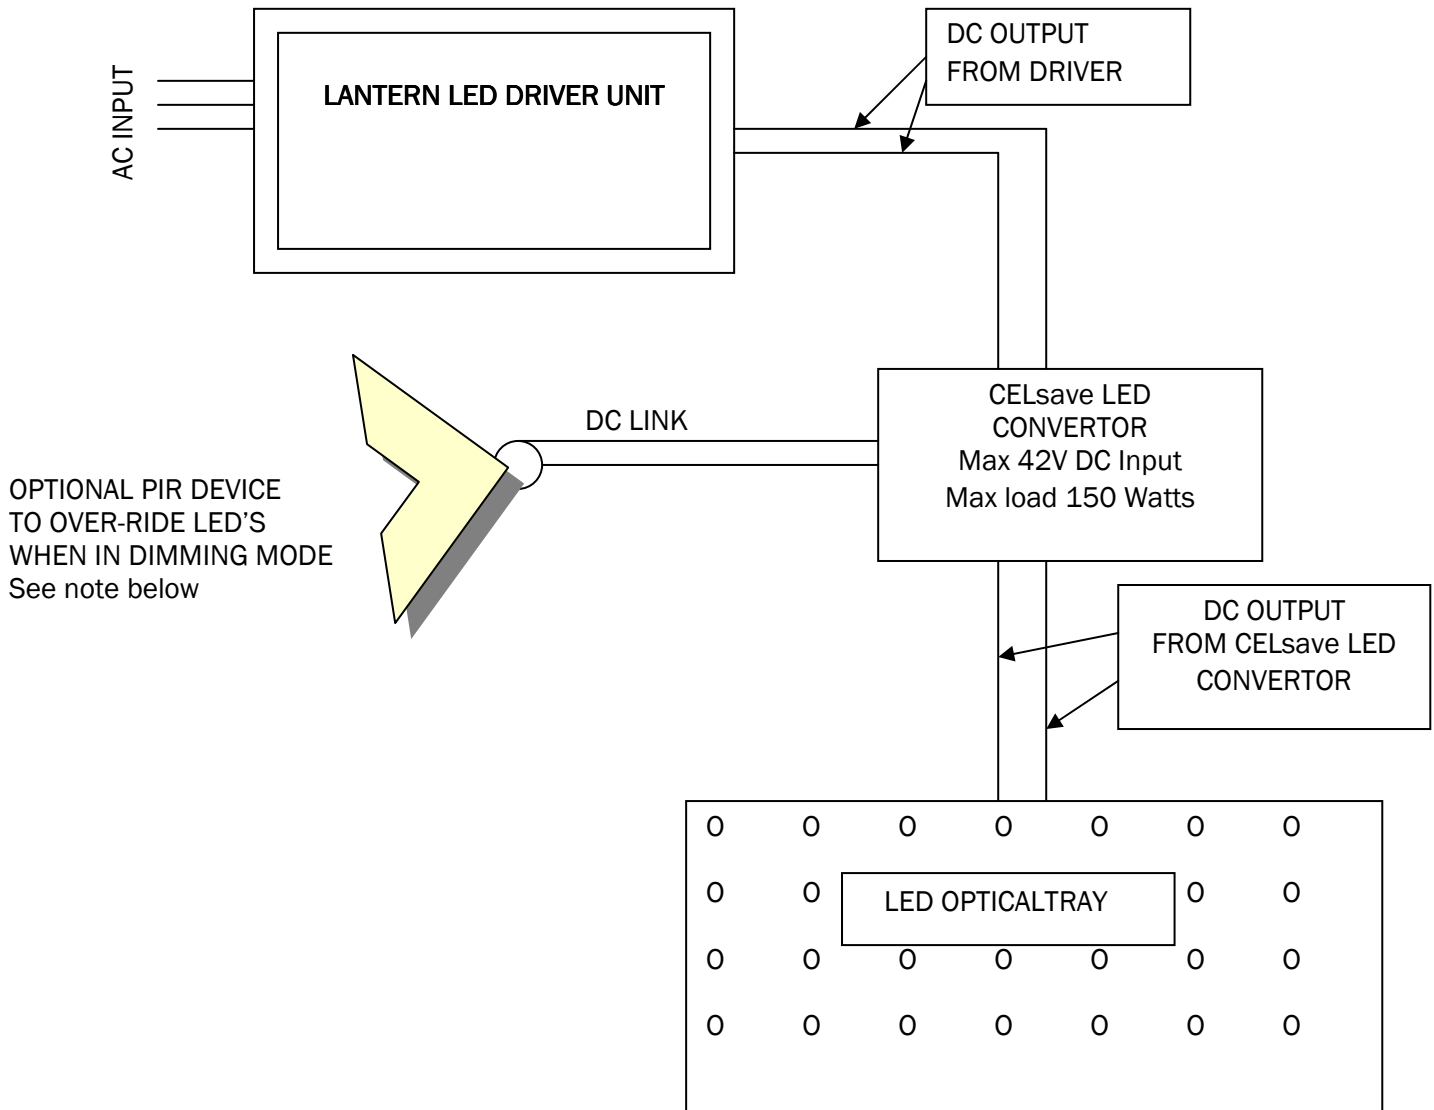 DC OUTPUT
FROM DRIVER
AC INPUT
LANTERN LED DRIVER UNIT
CELsave LED
CONVERTOR
Max 42V DC Input
Max load 150 Watts
DC LINK
OPTIONAL PIR DEVICE
TO OVER-RIDE LED’S
WHEN IN DIMMING MODE
See note below
DC OUTPUT
FROM CELsave LED
CONVERTOR
O O O O O O O
O O LED OPTICALTRAY O O
O O O O O O O
O O O O O O O